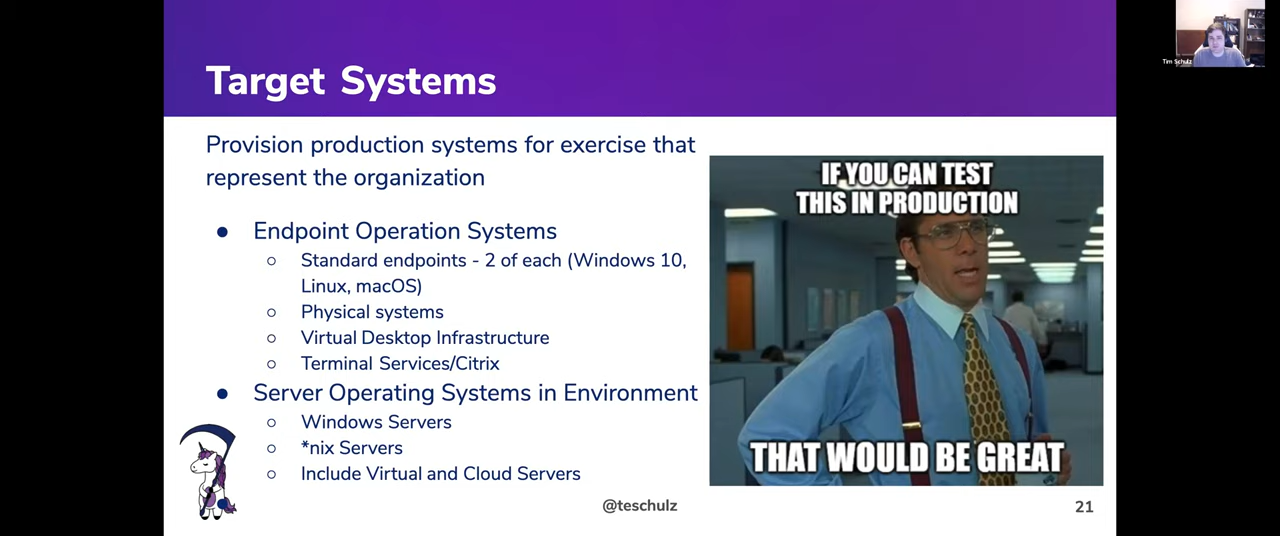 Target Systems
Tim Schulz
Provision production systems for exercise that
represent the organization
● Endpoint Operation Systems
○ Standard endpoints - 2 of each (Windows 10,
Linux, macOS)
○ Physical systems
○ Virtual Desktop Infrastructure
○ Terminal Services/Citrix
● Server Operating Systems in Environment
○ Windows Servers
○ *nix Servers
○ Include Virtual and Cloud Servers
IF YOU CAN TEST
THIS IN PRODUCTION
THAT WOULD BE GREAT
@teschulz
21